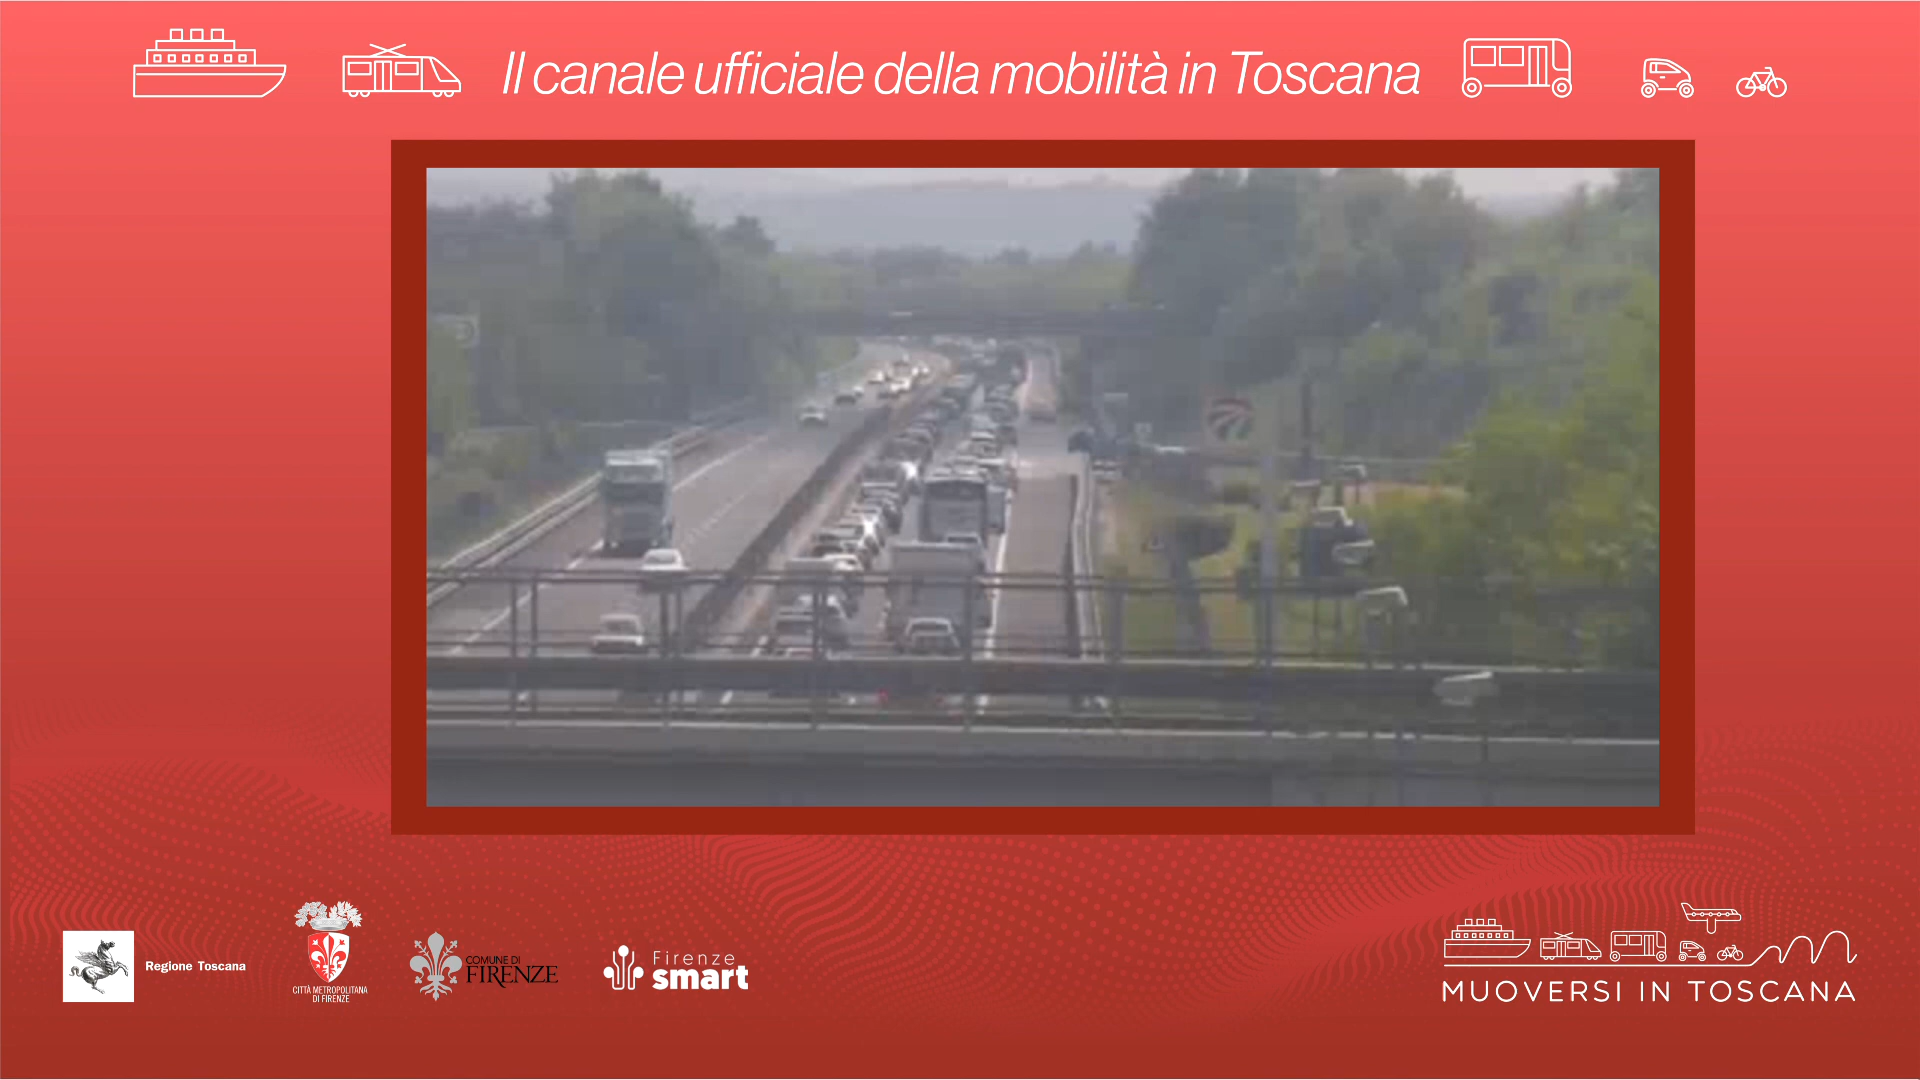 Il canale ufficiale della mobilità in Toscana
Regione Toscana
CITTÀ METROPOLITANA
DI FIRENZE
COMUNE DI
FIRENZE
Firenze
smart
MUOVERSI IN TOSCANA